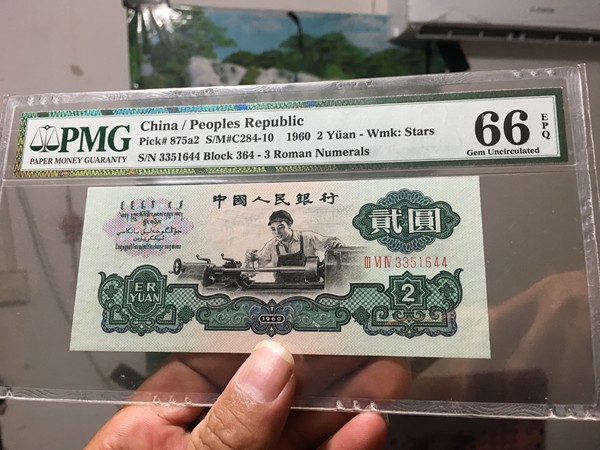 PMG
PAPER MONEY GUARANTY
China / Peoples Republic
Pick# 875a2 S/M#C284-10 1960 2 Yüan - Wmk: Stars
S/N 3351644 Block 364 - 3 Roman Numerals
66 EPQ
Gem Uncirculated
中國人民銀行
貳圓
III VI IV 3351644
ER
YUAN
2
1960